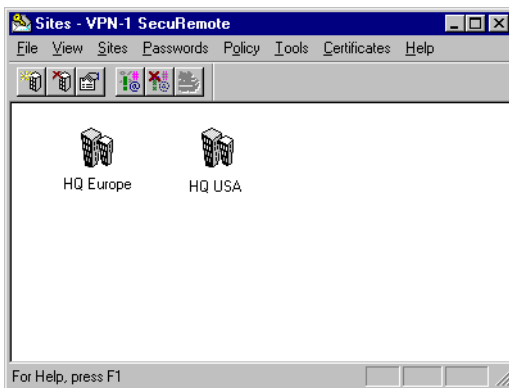 Sites - VPN-1 SecuRemote
File View Sites Passwords Policy Tools Certificates Help
HQ Europe HQ USA
For Help, press F1